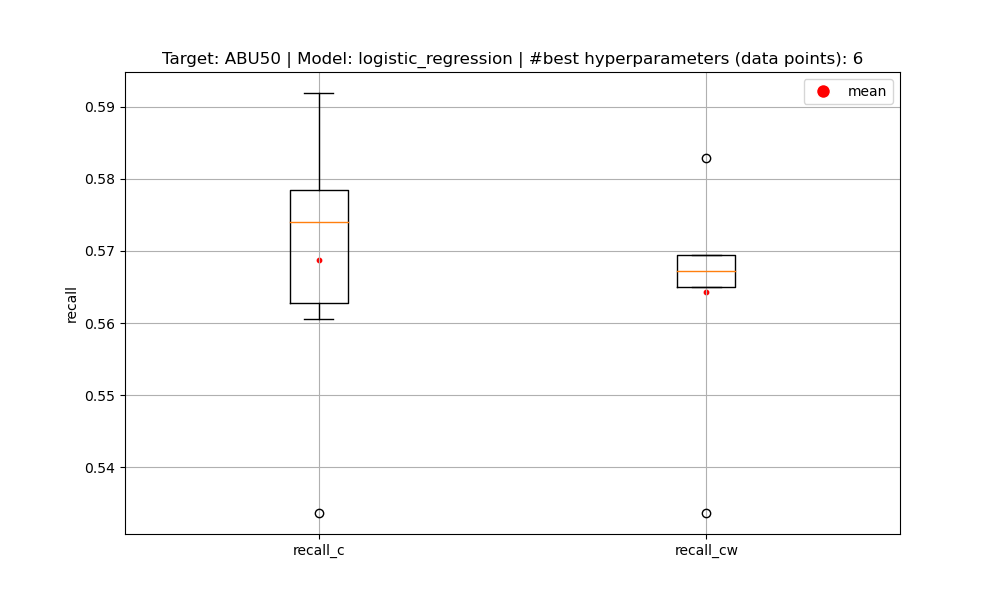 Target: ABU50 | Model: logistic_regression | #best hyperparameters (data points): 6
mean
0.59
0.58
0.57
0.56
0.55
0.54
recall
recall_c
recall_cw